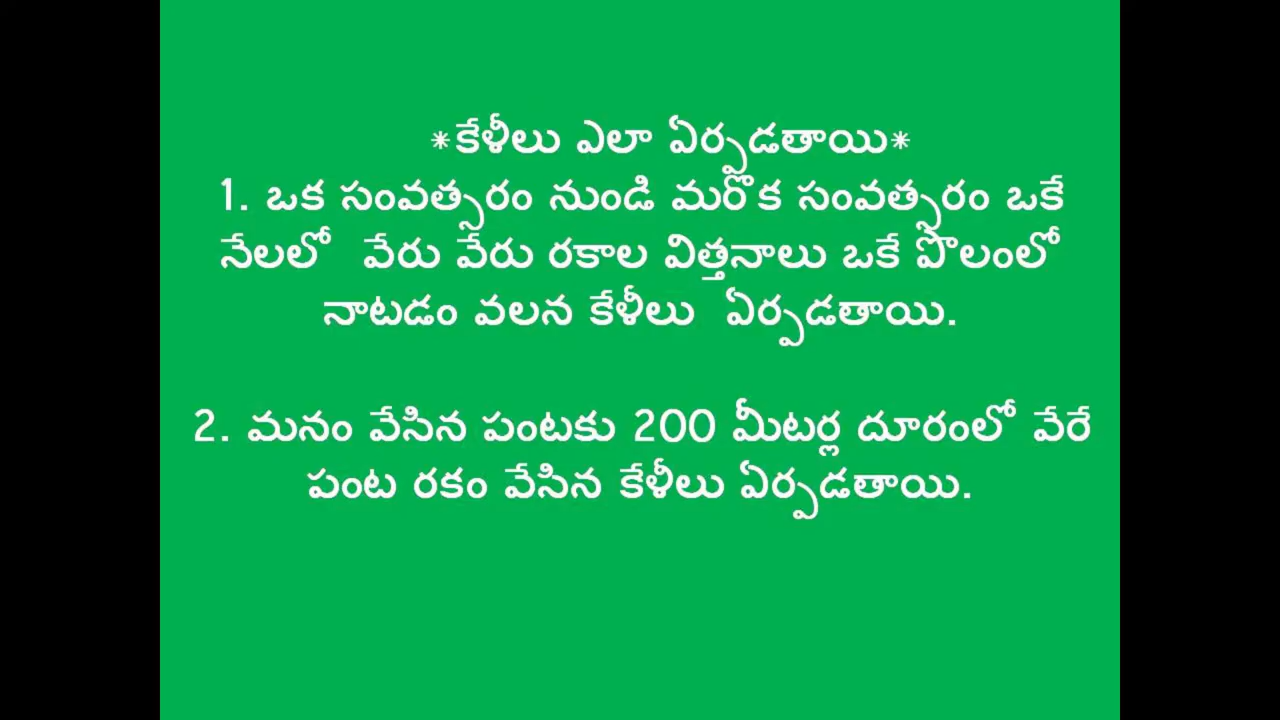 *కేళీలు ఎలా ఏర్పడతాయి*
1. ఒక సంవత్సరం నుండి మరొక సంవత్సరం ఒకే
నేలలో వేరు వేరు రకాల విత్తనాలు ఒకే పొలంలో
నాటడం వలన కేళీలు ఏర్పడతాయి.
2. మనం వేసిన పంటకు 200 మీటర్ల దూరంలో వేరే
పంట రకం వేసిన కేళీలు ఏర్పడతాయి.